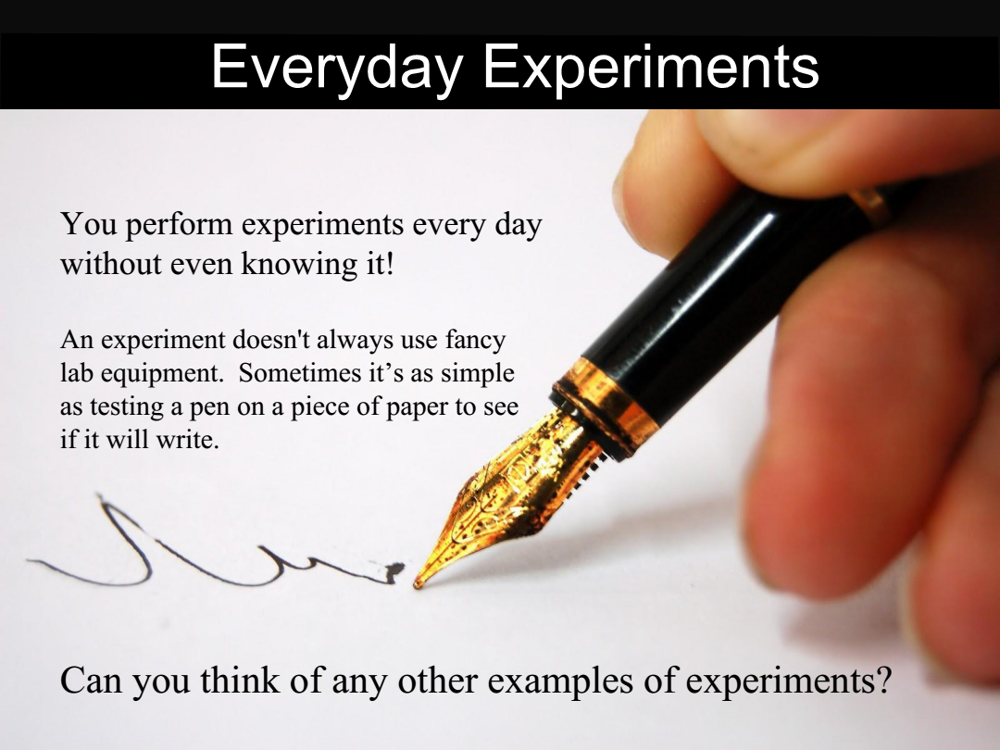 Everyday Experiments
You perform experiments every day
without even knowing it!
An experiment doesn't always use fancy
lab equipment.  Sometimes it’s as simple
as testing a pen on a piece of paper to see
if it will write.
Can you think of any other examples of experiments?